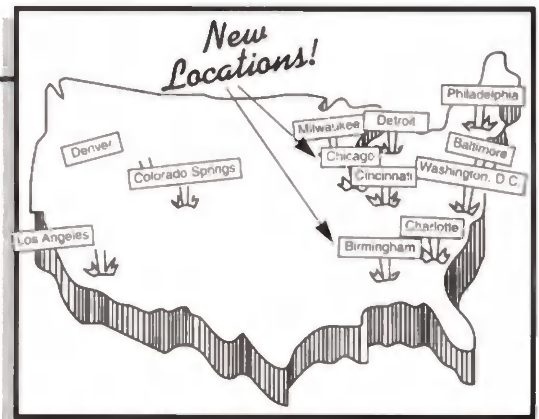 New
Locations!
Philadelphia
Milwaukee
Detroit
Denver
Baltimore
Chicago
Colorado Springs
Cincinnati
Washington, D.C.
Los Angeles
Charlotte
Birmingham